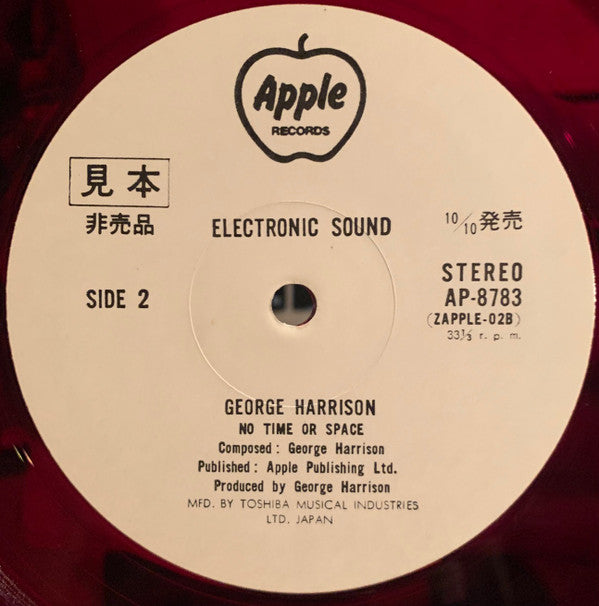 Apple
RECORDS
見本
非売品
ELECTRONIC SOUND
10/10発売
SIDE 2
STEREO
AP-8783
(ZAPPLE-02B)
33⅓ r. p. m.
GEORGE HARRISON
NO TIME OR SPACE
Composed : George Harrison
Published : Apple Publishing Ltd.
Produced by George Harrison
MFD. BY TOSHIBA MUSICAL INDUSTRIES
LTD. JAPAN